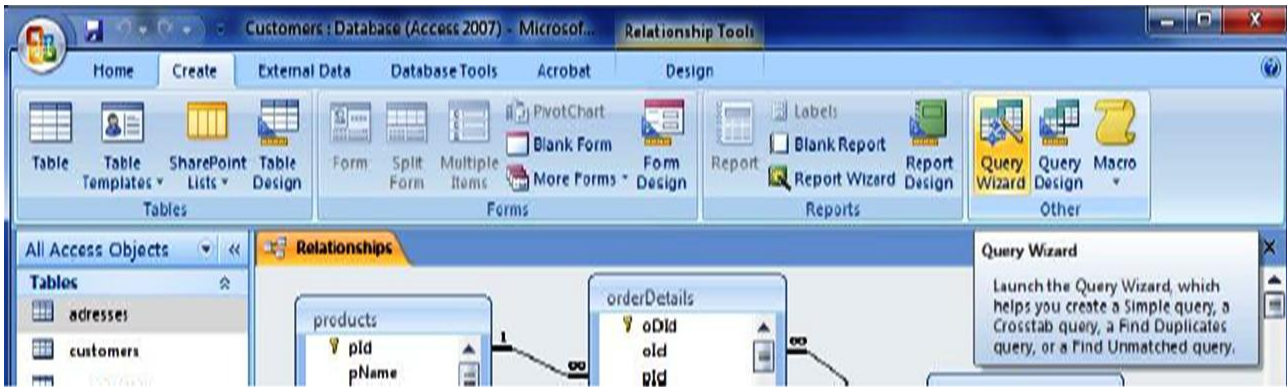 Customers : Database (Access 2007) - Microsof...
Relationship Tools
Home
Create
External Data
Database Tools
Acrobat
Design
Table
Table Templates
SharePoint Lists
Table Design
Tables
Form
Split Form
Multiple Items
PivotChart
Blank Form
More Forms
Form Design
Forms
Report
Labels
Blank Report
Report Wizard
Report Design
Reports
Query Wizard
Query Design
Macro
Other
All Access Objects
Relationships
Query Wizard
Launch the Query Wizard, which
helps you create a Simple query, a
Crosstab query, a Find Duplicates
query, or a Find Unmatched query.
Tables
adresses
customers
products
pId
pName
1
∞
orderDetails
oDId
oId
pId
∞